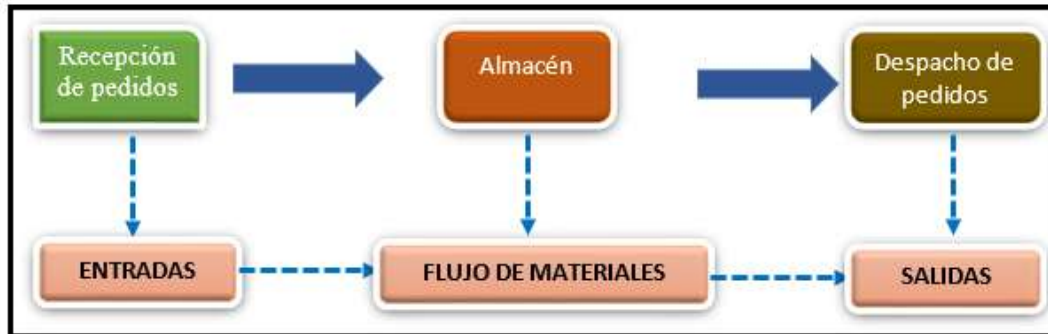 Recepción
de pedidos
Almacén
Despacho de
pedidos
ENTRADAS
FLUJO DE MATERIALES
SALIDAS